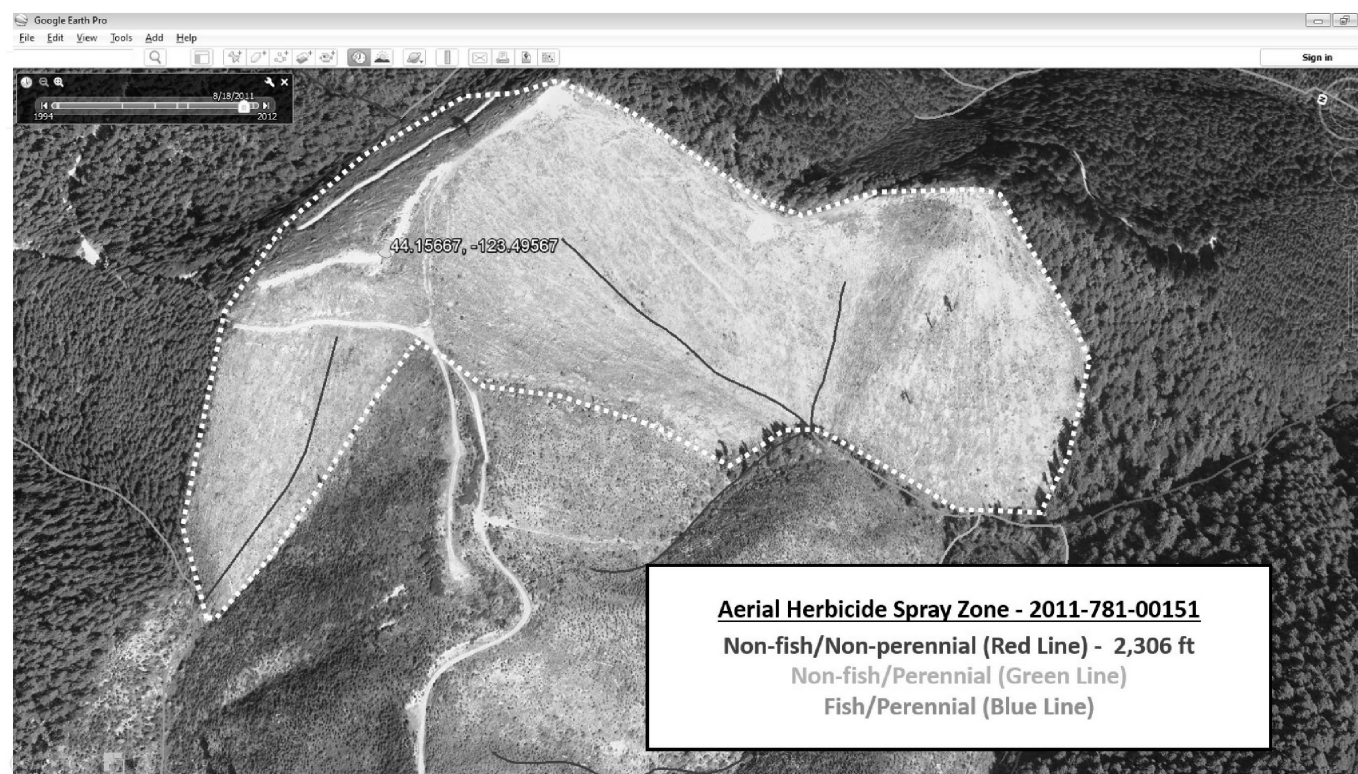 Google Earth Pro
File Edit View Tools Add Help
Sign in
8/18/2011
1994 2012
44.15667, -123.49567
Aerial Herbicide Spray Zone - 2011-781-00151
Non-fish/Non-perennial (Red Line) - 2,306 ft
Non-fish/Perennial (Green Line)
Fish/Perennial (Blue Line)